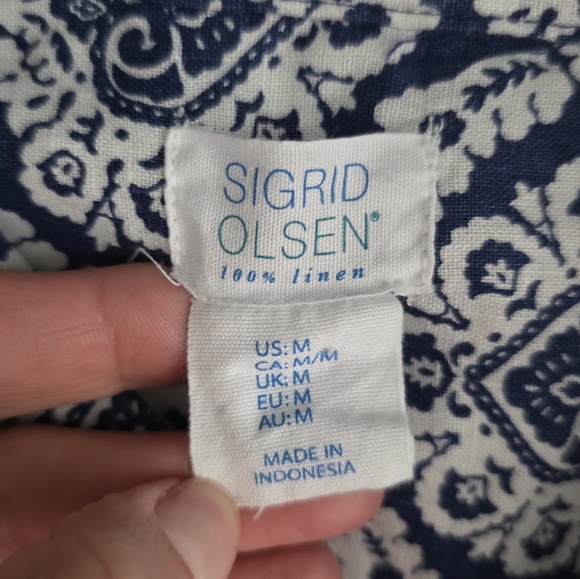 SIGRID
OLSEN®
100% linen
US: M
CA: M/M
UK: M
EU: M
AU: M
MADE IN
INDONESIA